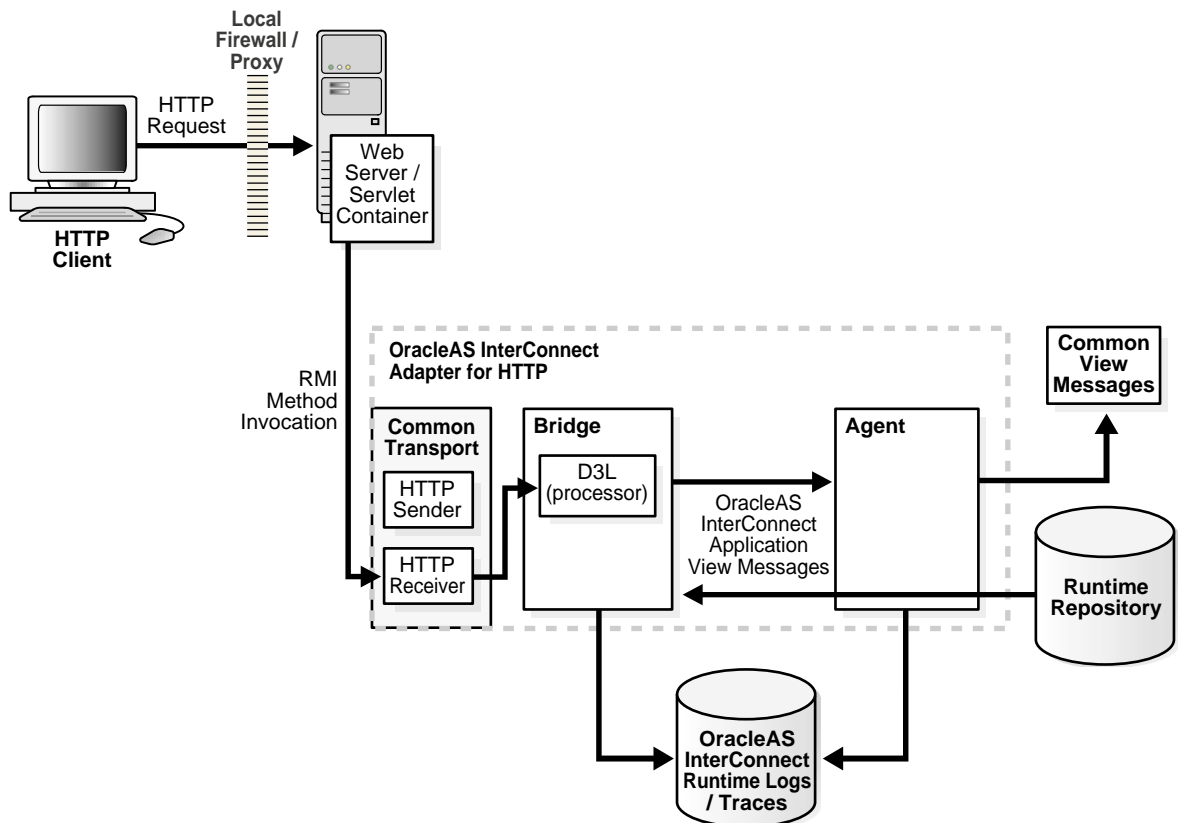 Local
Firewall /
Proxy
HTTP
Request
Web
Server /
Servlet
Container
HTTP
Client
RMI
Method
Invocation
OracleAS InterConnect
Adapter for HTTP
Common
Transport
HTTP
Sender
HTTP
Receiver
Bridge
D3L
(processor)
OracleAS
InterConnect
Application
View Messages
Agent
Common
View
Messages
Runtime
Repository
OracleAS
InterConnect
Runtime Logs
/ Traces